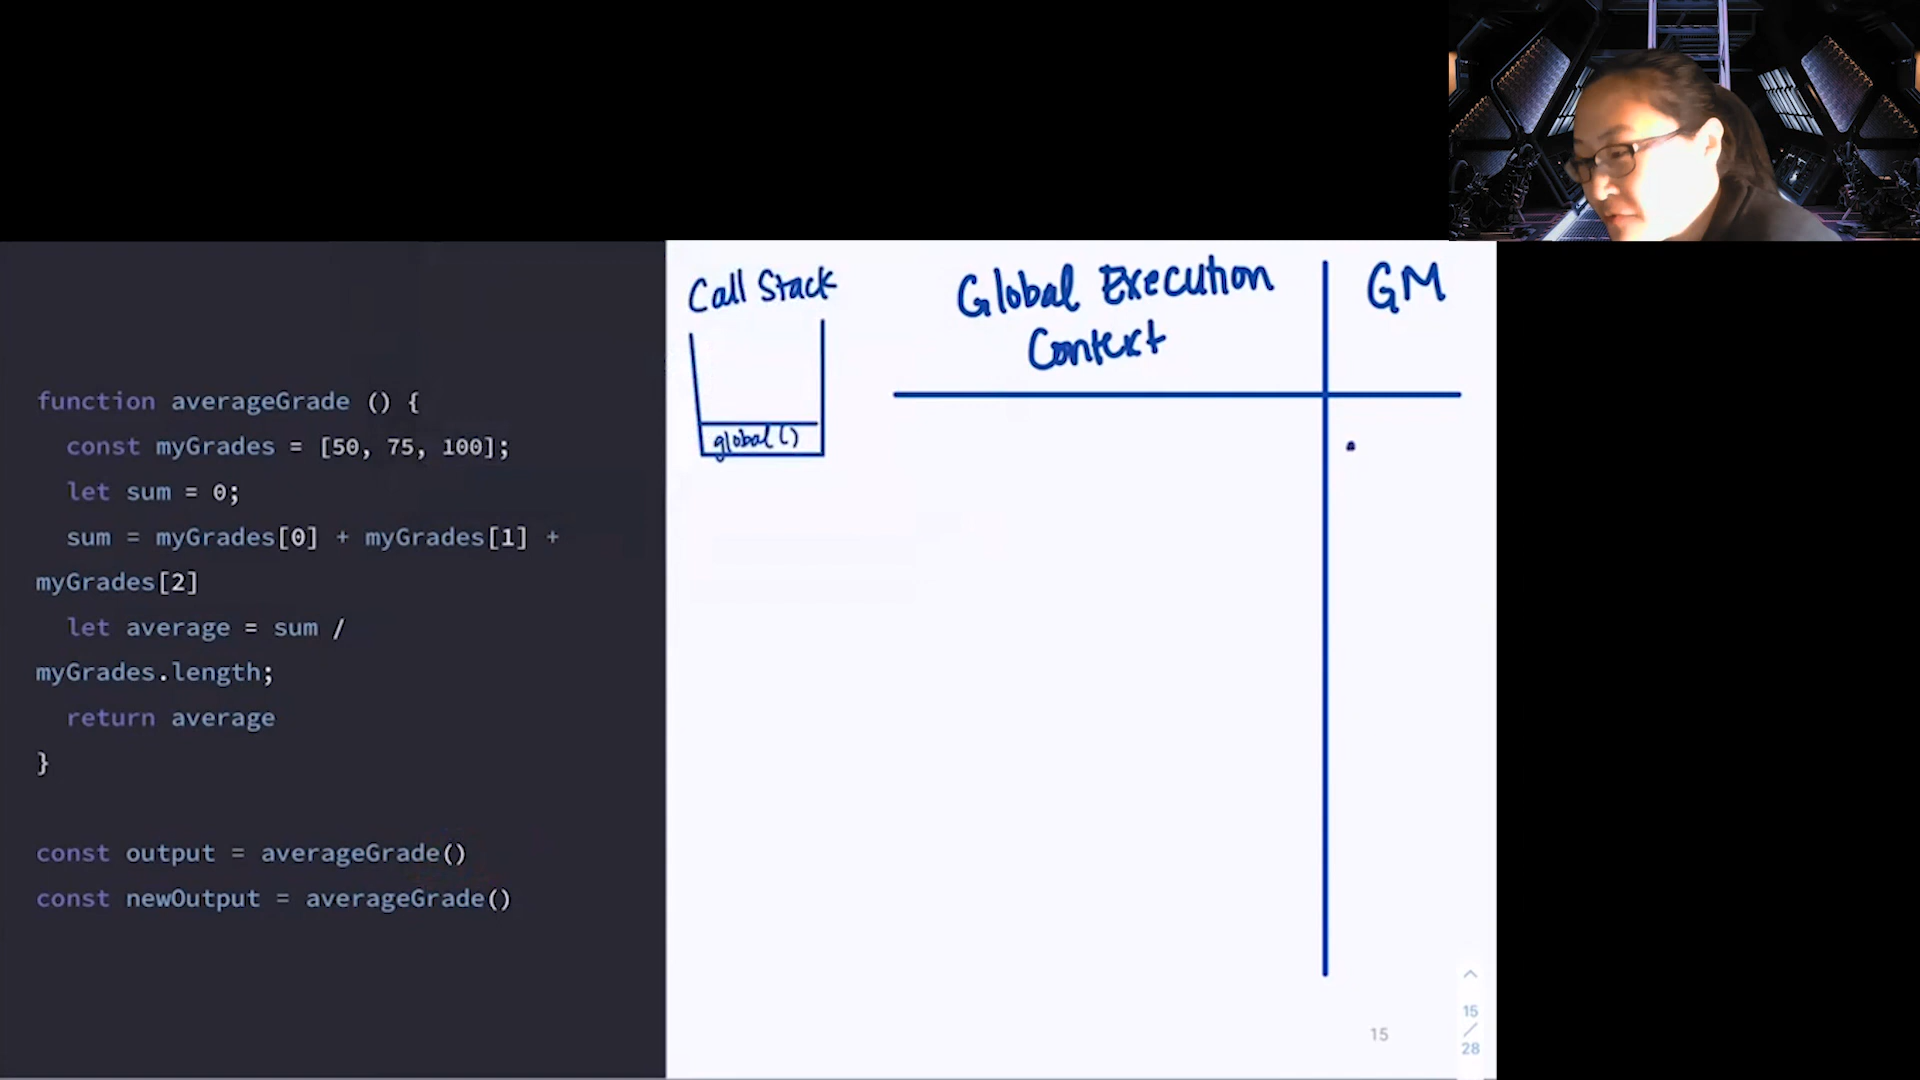 function averageGrade () {
const myGrades = [50, 75, 100];
let sum = 0;
sum = myGrades[0] + myGrades[1] +
myGrades[2]
let average = sum /
myGrades.length;
return average
}
const output = averageGrade()
const newOutput = averageGrade()
Call Stack
global()
Global Execution
Context
GM
15
15
/
28